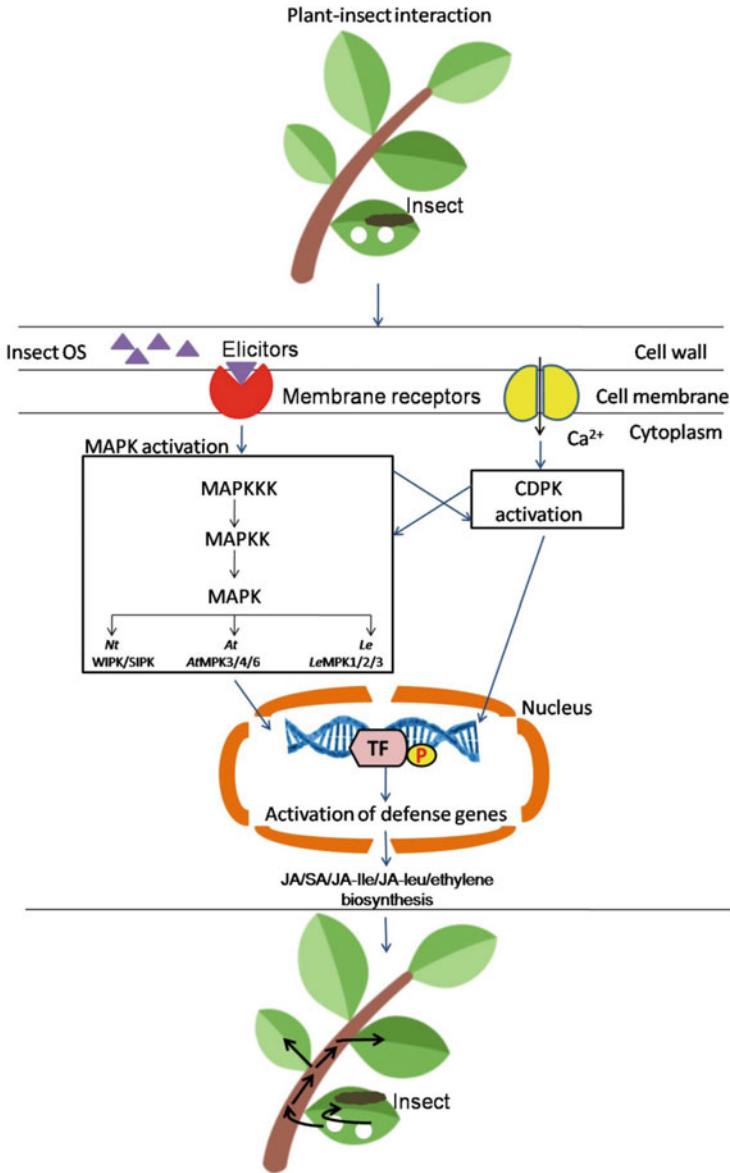 Plant-insect interaction
Insect
Insect OS
Elicitors
Cell wall
Membrane receptors
Cell membrane
Ca²⁺
Cytoplasm
MAPK activation
MAPKKK
MAPKK
MAPK
CDPK
activation
Nt
At
Le
WIPK/SIPK
AtMPK3/4/6
LeMPK1/2/3
Nucleus
TF
P
Activation of defense genes
JA/SA/JA-Ile/JA-leu/ethylene
biosynthesis
Insect